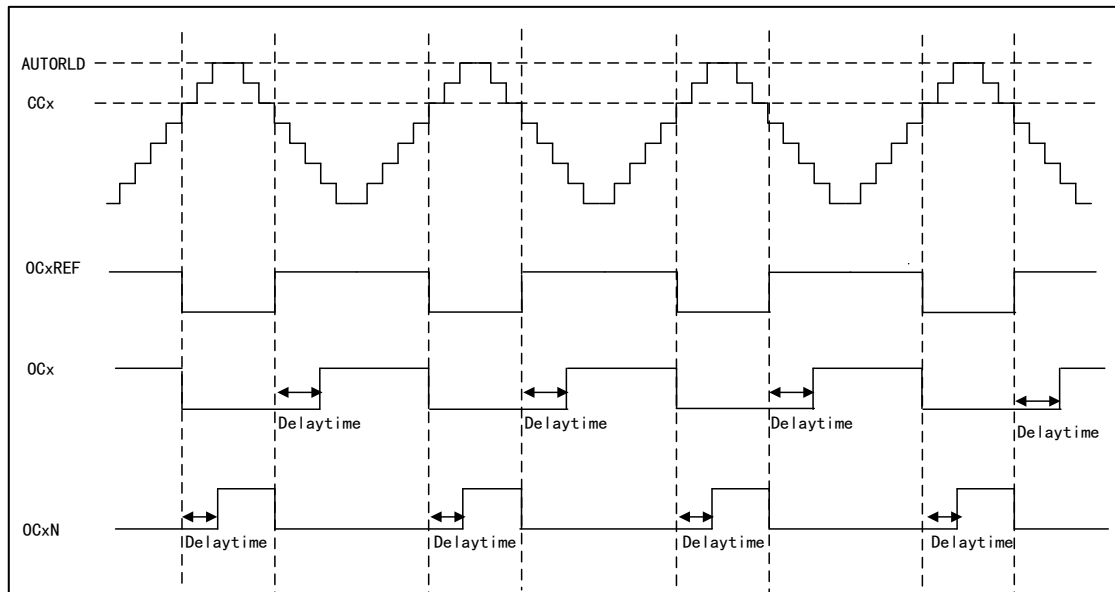 AUTORLD
CCx
OCxREF
OCx
Delaytime
Delaytime
Delaytime
Delaytime
OCxN
Delaytime
Delaytime
Delaytime
Delaytime